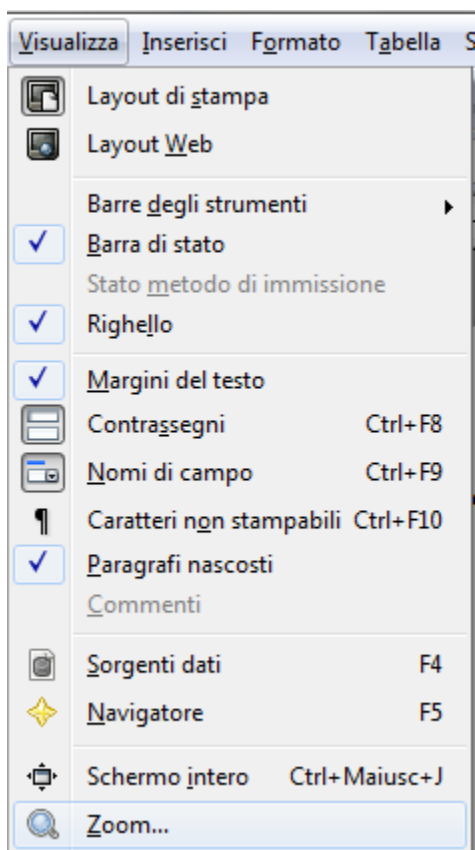 Visualizza Inserisci Formato Tabella S
Layout di stampa
Layout Web
Barre degli strumenti
Barra di stato
Stato metodo di immissione
Righello
Margini del testo
Contrassegni Ctrl+F8
Nomi di campo Ctrl+F9
Caratteri non stampabili Ctrl+F10
Paragrafi nascosti
Commenti
Sorgenti dati F4
Navigatore F5
Schermo intero Ctrl+Maiusc+J
Zoom...